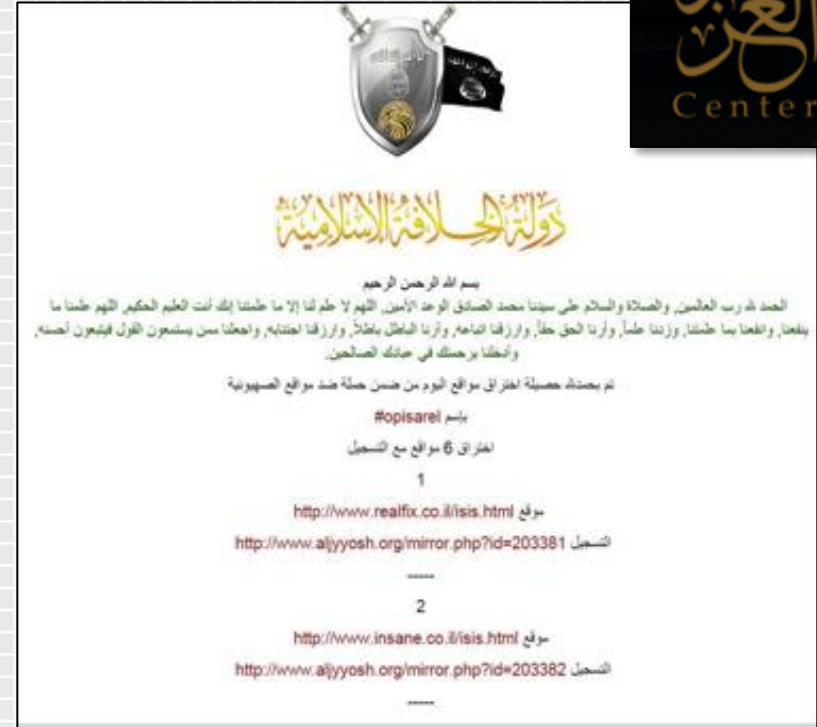 العز
Center
دولة الخلافة الإسلامية
بسم الله الرحمن الرحيم
الحمد لله رب العالمين, والصلاة والسلام على سيدنا محمد الصادق الوعد الأمين, اللهم لا علم لنا إلا ما علمتنا إنك أنت العليم الحكيم, اللهم علمنا ما
ينفعنا, وانفعنا بما علمتنا, وزدنا علماً, وأرنا الحق حقاً, وارزقنا اتباعه, وأرنا الباطل باطلاً, وارزقنا اجتنابه, واجعلنا ممن يستمعون القول فيتبعون أحسنه,
وأدخلنا برحمتك في عبادك الصالحين.
تم بحمدلله حصيلة اختراق مواقع اليوم من ضمن حملة ضد مواقع الصهيونية
بإسم #opisarel
اختراق 6 مواقع مع التسجيل
1
موقع http://www.realfix.co.il/isis.html
التسجيل http://www.aljyyosh.org/mirror.php?id=203381
-----
2
موقع http://www.insane.co.il/isis.html
التسجيل http://www.aljyyosh.org/mirror.php?id=203382
-----